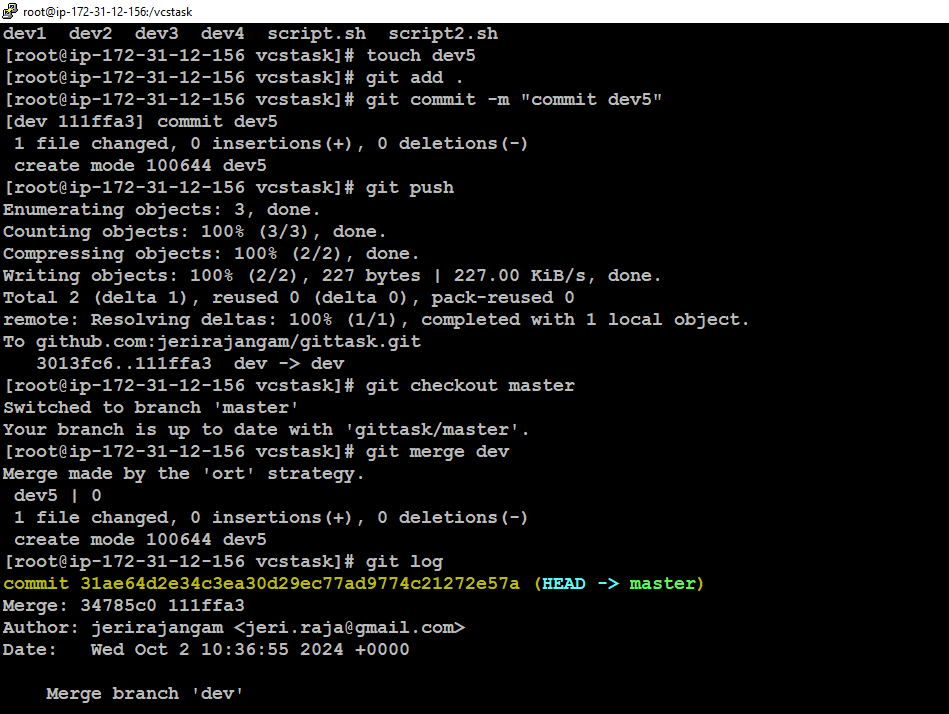 root@ip-172-31-12-156:/vcstask
dev1  dev2  dev3  dev4  script.sh  script2.sh
[root@ip-172-31-12-156 vcstask]# touch dev5
[root@ip-172-31-12-156 vcstask]# git add .
[root@ip-172-31-12-156 vcstask]# git commit -m "commit dev5"
[dev 111ffa3] commit dev5
 1 file changed, 0 insertions(+), 0 deletions(-)
 create mode 100644 dev5
[root@ip-172-31-12-156 vcstask]# git push
Enumerating objects: 3, done.
Counting objects: 100% (3/3), done.
Compressing objects: 100% (2/2), done.
Writing objects: 100% (2/2), 227 bytes | 227.00 KiB/s, done.
Total 2 (delta 1), reused 0 (delta 0), pack-reused 0
remote: Resolving deltas: 100% (1/1), completed with 1 local object.
To github.com:jerirajangam/gittask.git
   3013fc6..111ffa3  dev -> dev
[root@ip-172-31-12-156 vcstask]# git checkout master
Switched to branch 'master'
Your branch is up to date with 'gittask/master'.
[root@ip-172-31-12-156 vcstask]# git merge dev
Merge made by the 'ort' strategy.
 dev5 | 0
 1 file changed, 0 insertions(+), 0 deletions(-)
 create mode 100644 dev5
[root@ip-172-31-12-156 vcstask]# git log
commit 31ae64d2e34c3ea30d29ec77ad9774c21272e57a (HEAD -> master)
Merge: 34785c0 111ffa3
Author: jerirajangam <jeri.raja@gmail.com>
Date:   Wed Oct 2 10:36:55 2024 +0000
    Merge branch 'dev'